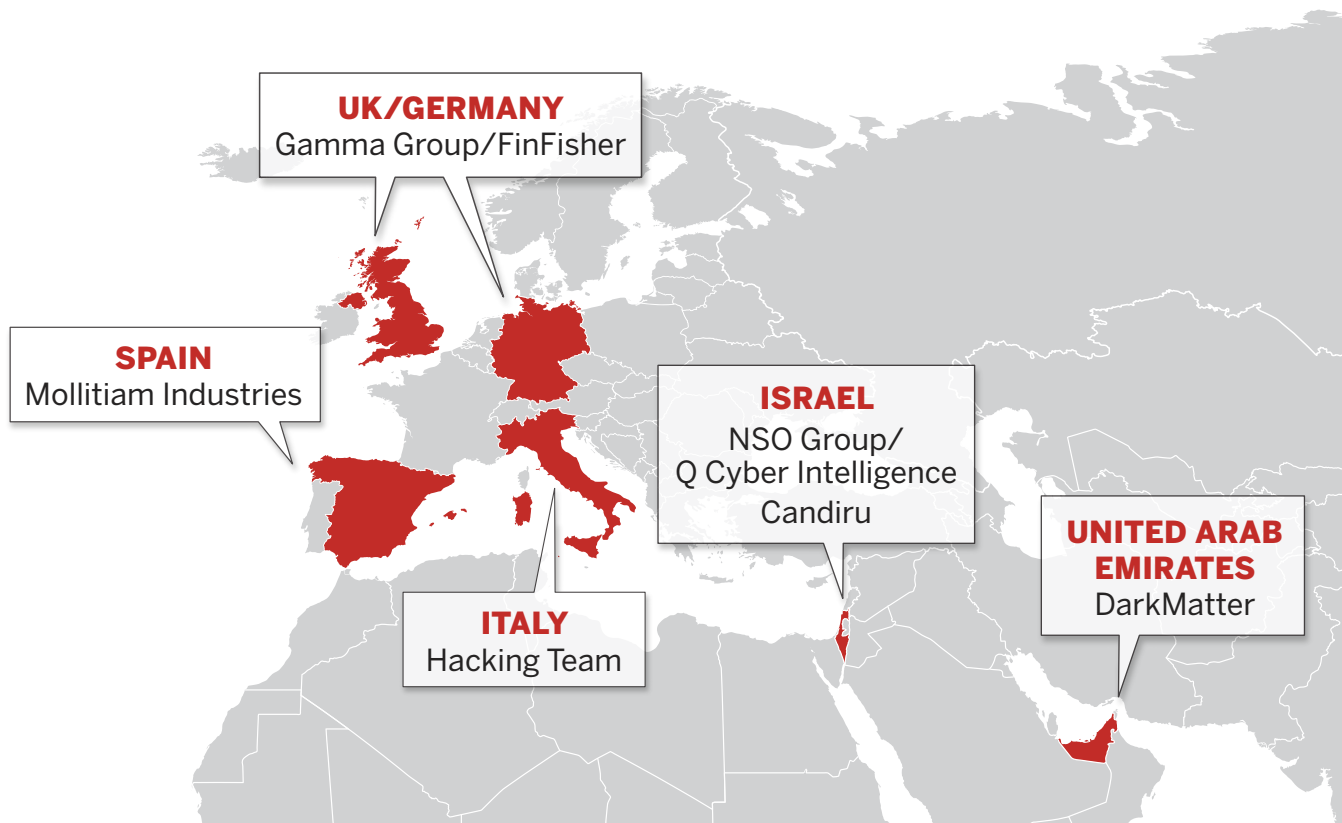 UK/GERMANY
Gamma Group/FinFisher
SPAIN
Mollitiam Industries
ISRAEL
NSO Group/
Q Cyber Intelligence
Candiru
UNITED ARAB
EMIRATES
DarkMatter
ITALY
Hacking Team